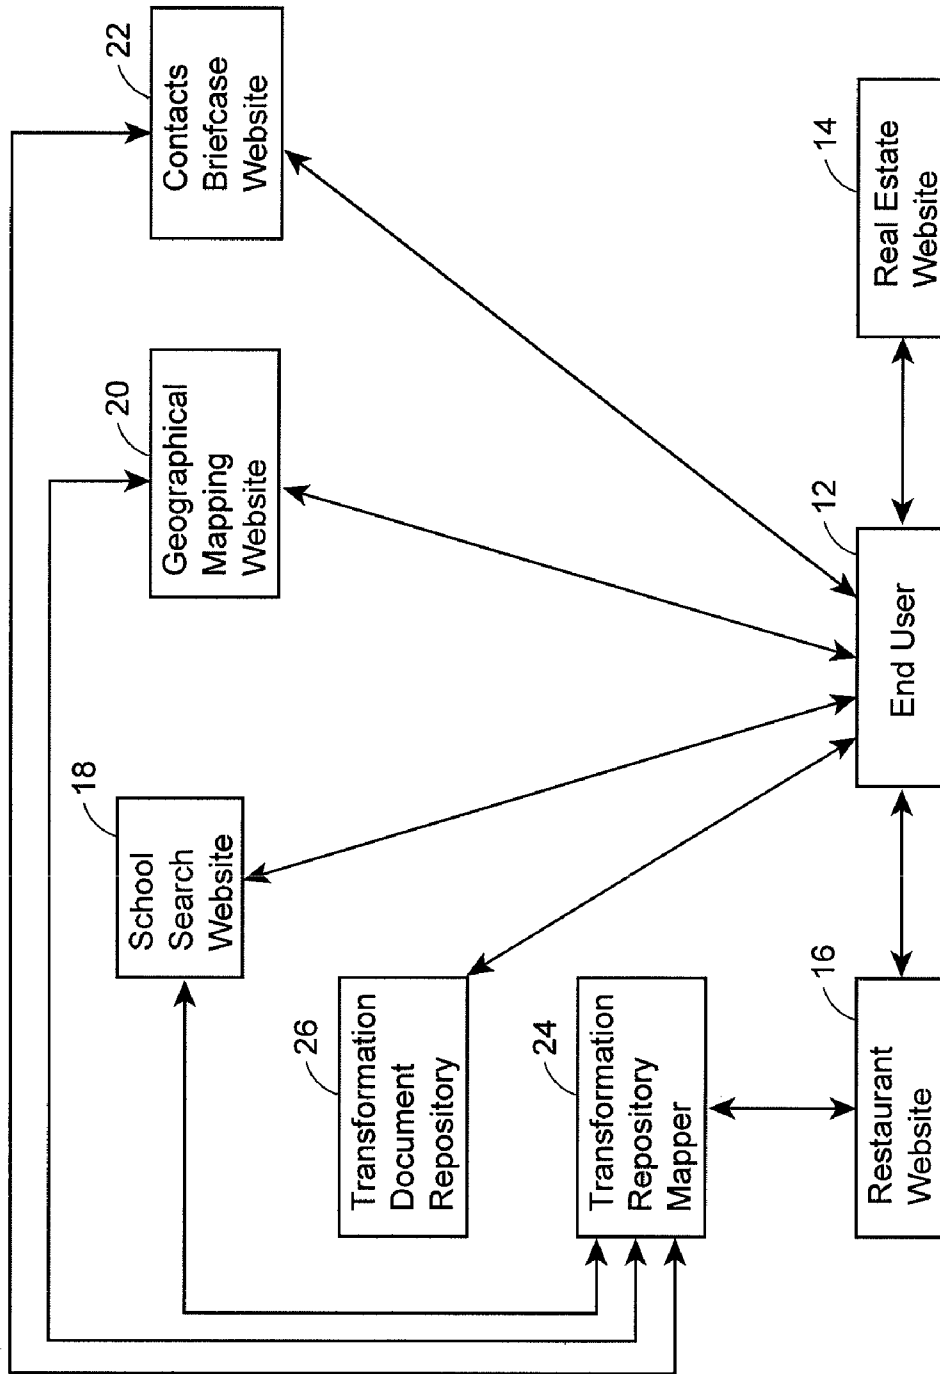 22
Contacts
Briefcase
Website
20
Geographical
Mapping
Website
18
School
Search
Website
26
Transformation
Document
Repository
24
Transformation
Repository
Mapper
14
Real Estate
Website
12
End User
16
Restaurant
Website